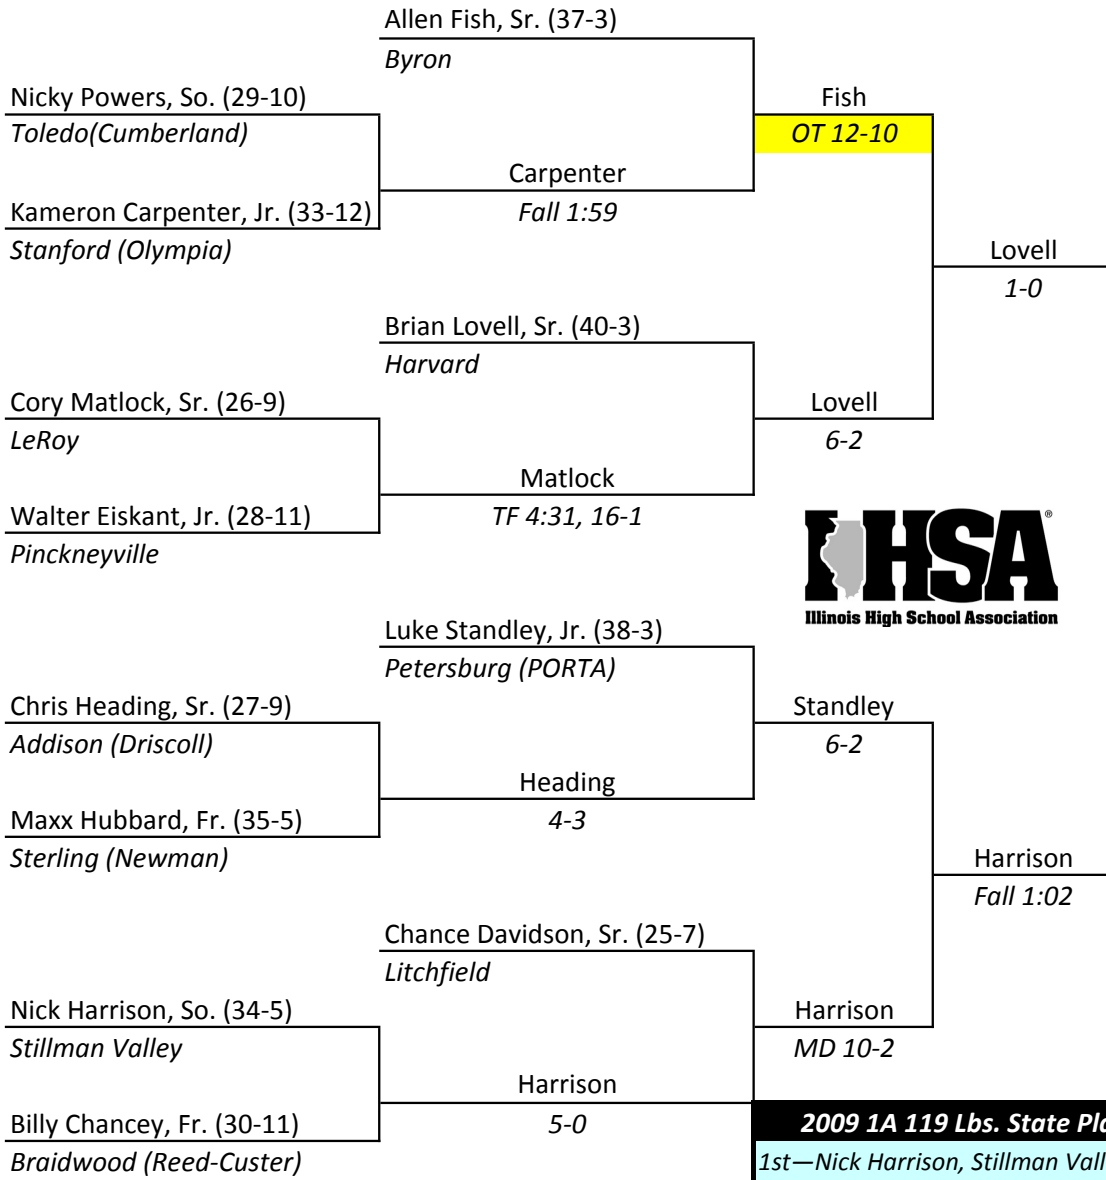 Allen Fish, Sr. (37-3)
Byron
Nicky Powers, So. (29-10)
Toledo(Cumberland)
Fish
OT 12-10
Carpenter
Fall 1:59
Kameron Carpenter, Jr. (33-12)
Stanford (Olympia)
Lovell
1-0
Brian Lovell, Sr. (40-3)
Harvard
Cory Matlock, Sr. (26-9)
LeRoy
Lovell
6-2
Matlock
TF 4:31, 16-1
Walter Eiskant, Jr. (28-11)
Pinckneyville
IHSA®
Illinois High School Association
Luke Standley, Jr. (38-3)
Petersburg (PORTA)
Chris Heading, Sr. (27-9)
Addison (Driscoll)
Standley
6-2
Heading
4-3
Maxx Hubbard, Fr. (35-5)
Sterling (Newman)
Harrison
Fall 1:02
Chance Davidson, Sr. (25-7)
Litchfield
Nick Harrison, So. (34-5)
Stillman Valley
Harrison
MD 10-2
Harrison
5-0
Billy Chancey, Fr. (30-11)
Braidwood (Reed-Custer)
2009 1A 119 Lbs. State Pla
1st—Nick Harrison, Stillman Vall